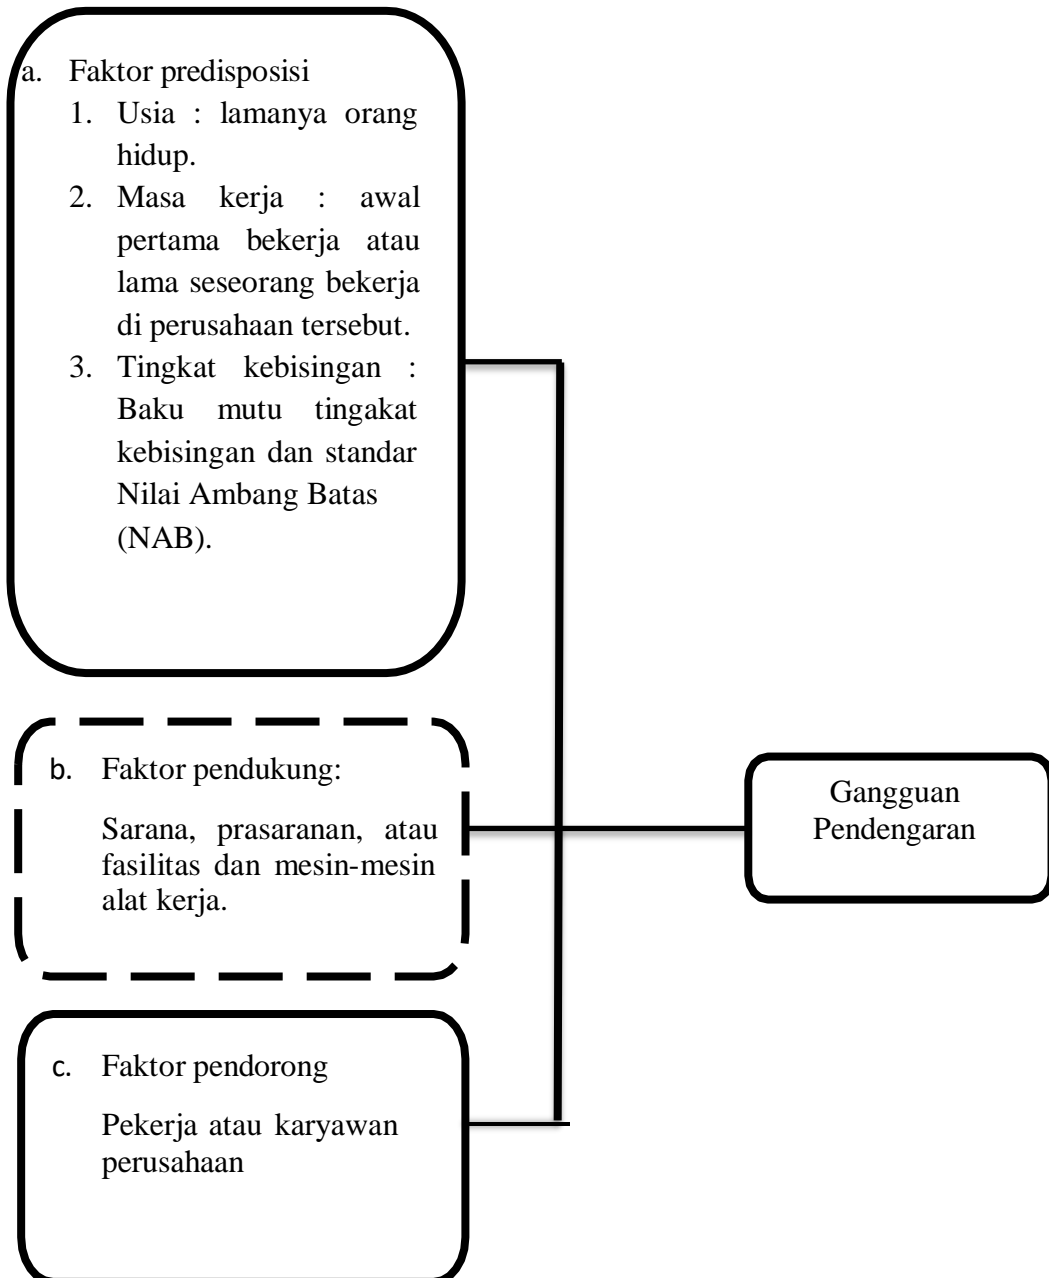 a. Faktor predisposisi
1. Usia : lamanya orang
hidup.
2. Masa kerja : awal
pertama bekerja atau
lama seseorang bekerja
di perusahaan tersebut.
3. Tingkat kebisingan :
Baku mutu tingakat
kebisingan dan standar
Nilai Ambang Batas
(NAB).
b. Faktor pendukung:
Sarana, prasaranan, atau
fasilitas dan mesin-mesin
alat kerja.
Gangguan
Pendengaran
c. Faktor pendorong
Pekerja atau karyawan
perusahaan